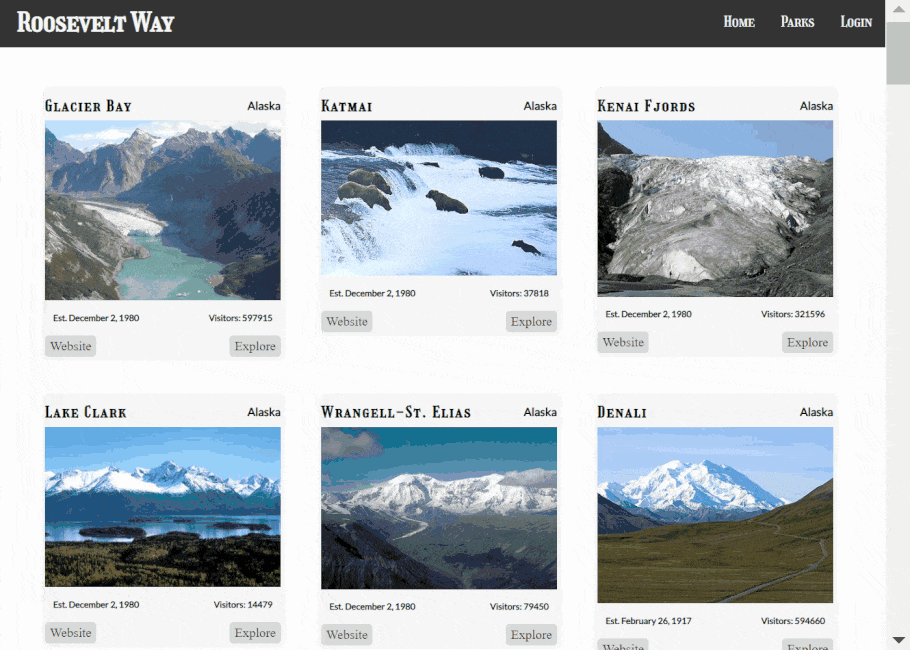 Roosevelt Way Home Parks Login
Glacier Bay Alaska
Est. December 2, 1980 Visitors: 597915
Website Explore
Katmai Alaska
Est. December 2, 1980 Visitors: 37818
Website Explore
Kenai Fjords Alaska
Est. December 2, 1980 Visitors: 321596
Website Explore
Lake Clark Alaska
Est. December 2, 1980 Visitors: 14479
Website Explore
Wrangell–St. Elias Alaska
Est. December 2, 1980 Visitors: 79450
Website Explore
Denali Alaska
Est. February 26, 1917 Visitors: 594660
Website Explore